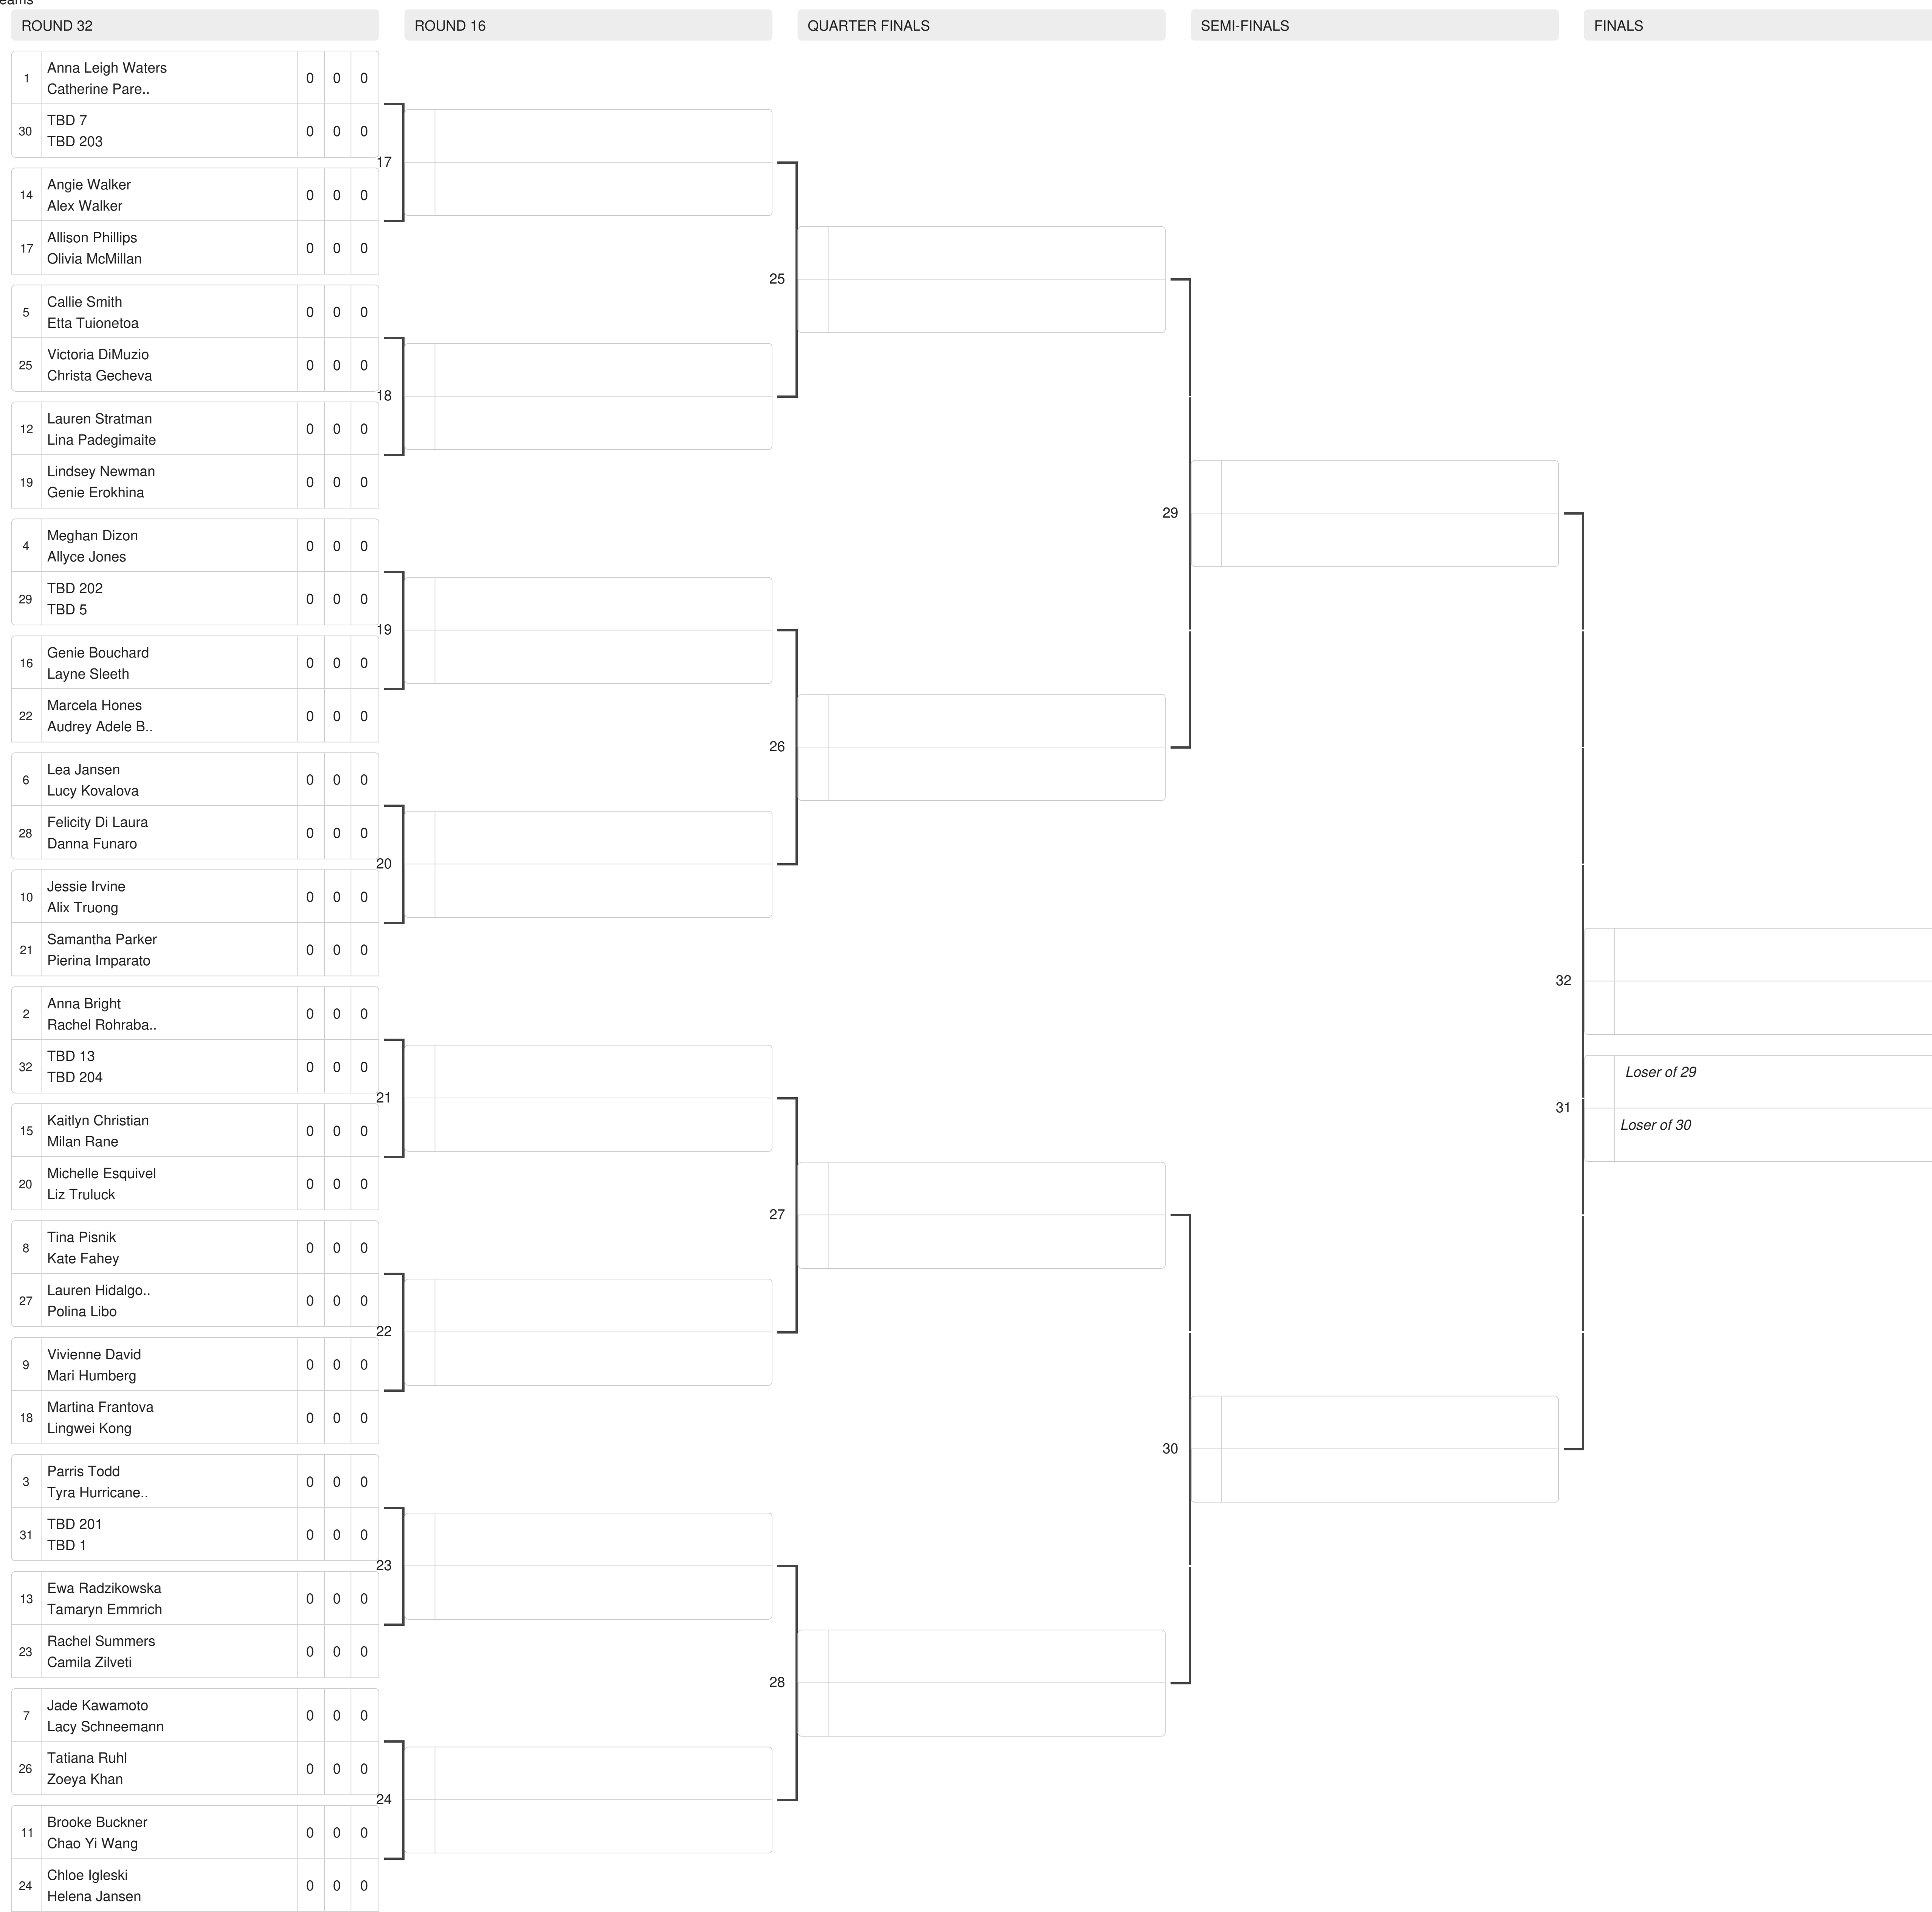 eams
ROUND 32
ROUND 16
QUARTER FINALS
SEMI-FINALS
FINALS
1 Anna Leigh Waters 0 0 0
Catherine Pare..
30 TBD 7 0 0 0
TBD 203
17
14 Angie Walker 0 0 0
Alex Walker
17 Allison Phillips 0 0 0
Olivia McMillan
25
5 Callie Smith 0 0 0
Etta Tuionetoa
25 Victoria DiMuzio 0 0 0
Christa Gecheva
18
12 Lauren Stratman 0 0 0
Lina Padegimaite
19 Lindsey Newman 0 0 0
Genie Erokhina
29
4 Meghan Dizon 0 0 0
Allyce Jones
29 TBD 202 0 0 0
TBD 5
19
16 Genie Bouchard 0 0 0
Layne Sleeth
22 Marcela Hones 0 0 0
Audrey Adele B..
26
6 Lea Jansen 0 0 0
Lucy Kovalova
28 Felicity Di Laura 0 0 0
Danna Funaro
20
10 Jessie Irvine 0 0 0
Alix Truong
21 Samantha Parker 0 0 0
Pierina Imparato
32
2 Anna Bright 0 0 0
Rachel Rohraba..
32 TBD 13 0 0 0
TBD 204
Loser of 29
31
Loser of 30
21
15 Kaitlyn Christian 0 0 0
Milan Rane
20 Michelle Esquivel 0 0 0
Liz Truluck
27
8 Tina Pisnik 0 0 0
Kate Fahey
27 Lauren Hidalgo.. 0 0 0
Polina Libo
22
9 Vivienne David 0 0 0
Mari Humberg
18 Martina Frantova 0 0 0
Lingwei Kong
30
3 Parris Todd 0 0 0
Tyra Hurricane..
31 TBD 201 0 0 0
TBD 1
23
13 Ewa Radzikowska 0 0 0
Tamaryn Emmrich
23 Rachel Summers 0 0 0
Camila Zilveti
28
7 Jade Kawamoto 0 0 0
Lacy Schneemann
26 Tatiana Ruhl 0 0 0
Zoeya Khan
24
11 Brooke Buckner 0 0 0
Chao Yi Wang
24 Chloe Igleski 0 0 0
Helena Jansen